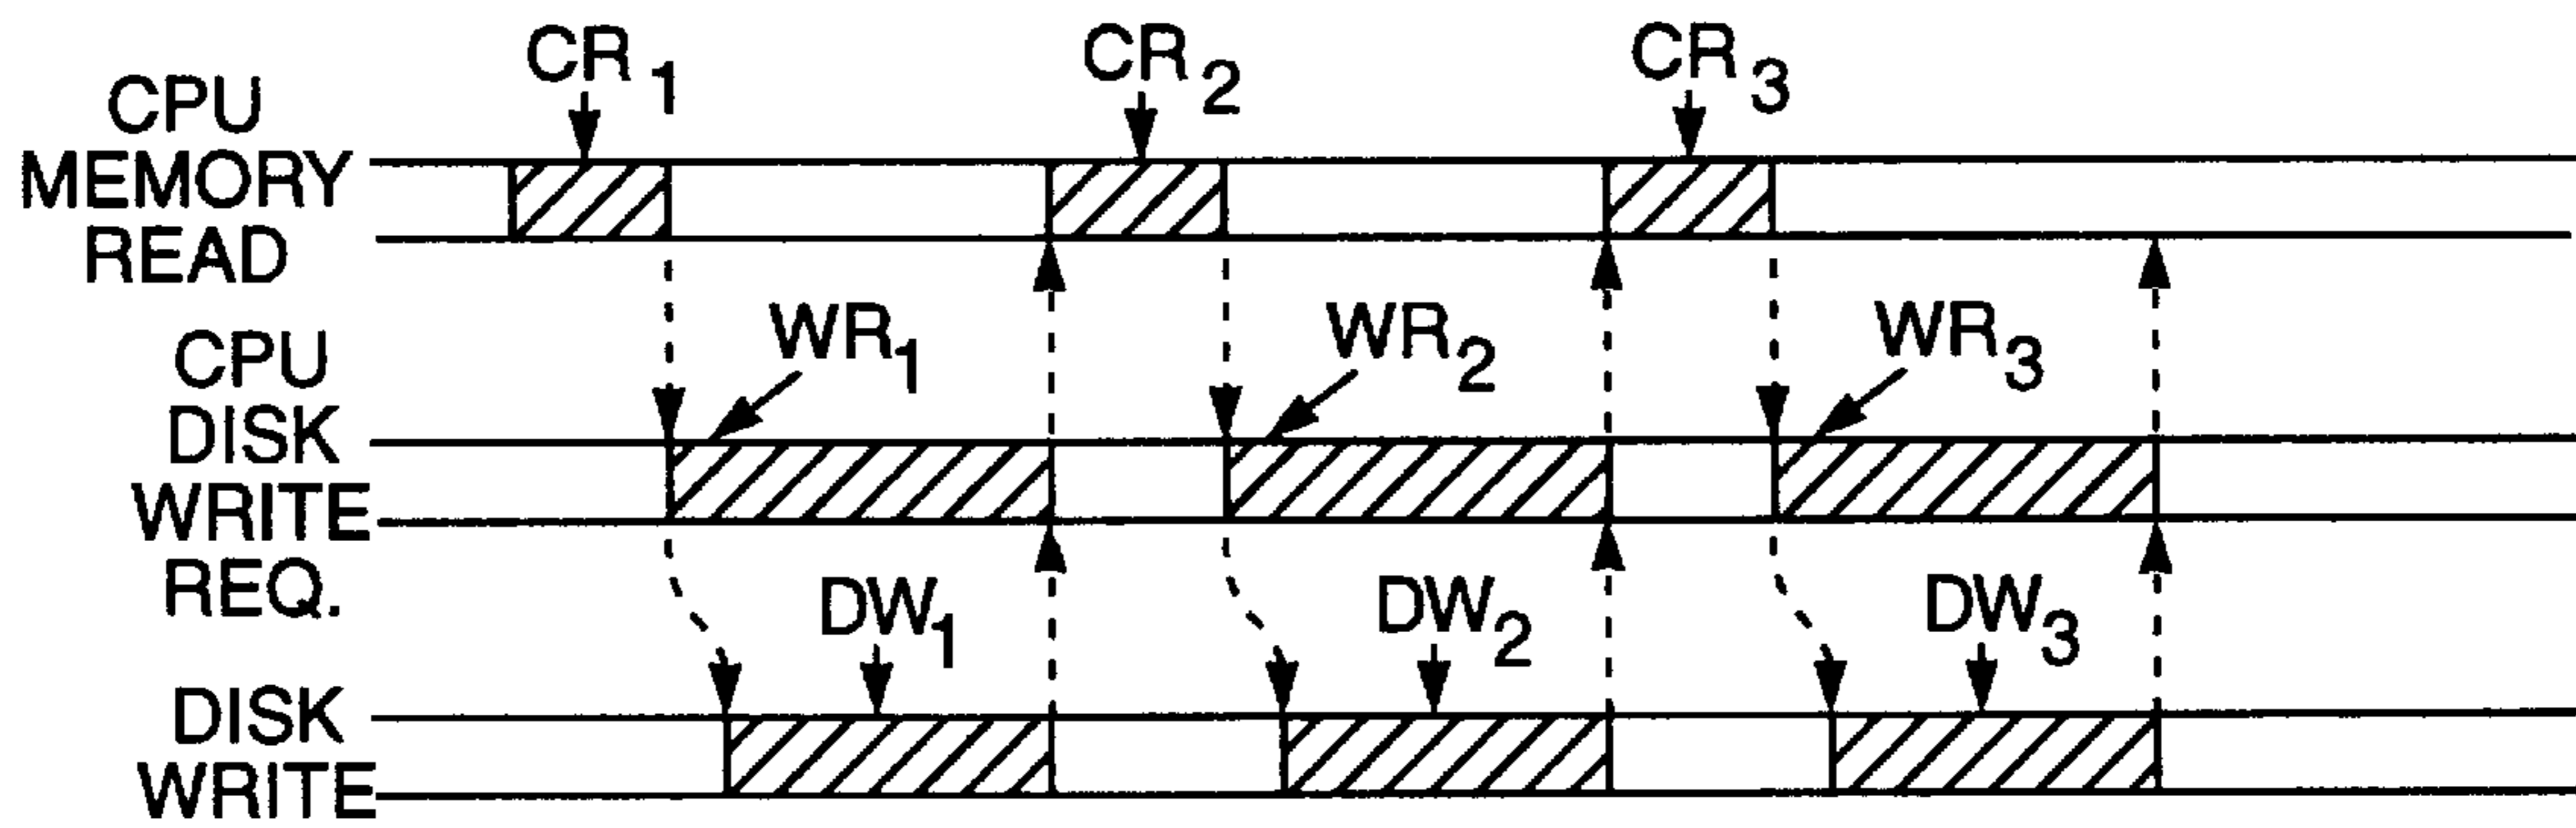 CR 1
CR 2
CR 3
CPU
MEMORY
READ
WR1
WR2
WR3
CPU
DISK
WRITE
REQ.
DW1
DW2
DW3
DISK
WRITE